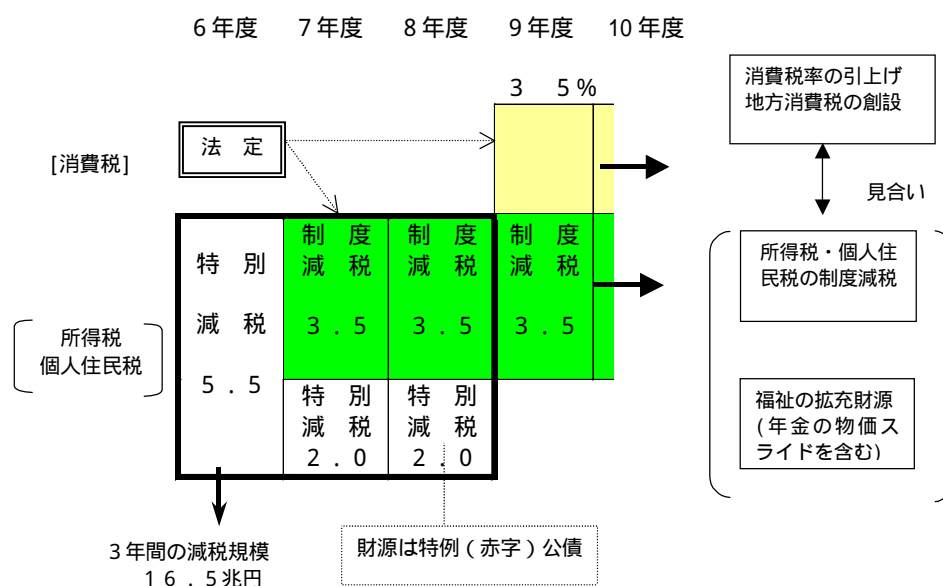 6年度 7年度 8年度 9年度 10年度
3 5%
消費税率の引上げ
地方消費税の創設
[消費税]
法 定
見合い
特 別
減 税
5.5
制 度
減 税
3.5
制 度
減 税
3.5
制 度
減 税
3.5
所得税・個人住
民税の制度減税
所得税
個人住民税
特 別
減 税
2.0
特 別
減 税
2.0
福祉の拡充財源
(年金の物価ス
ライドを含む)
3年間の減税規模
16.5兆円
財源は特例(赤字)公債